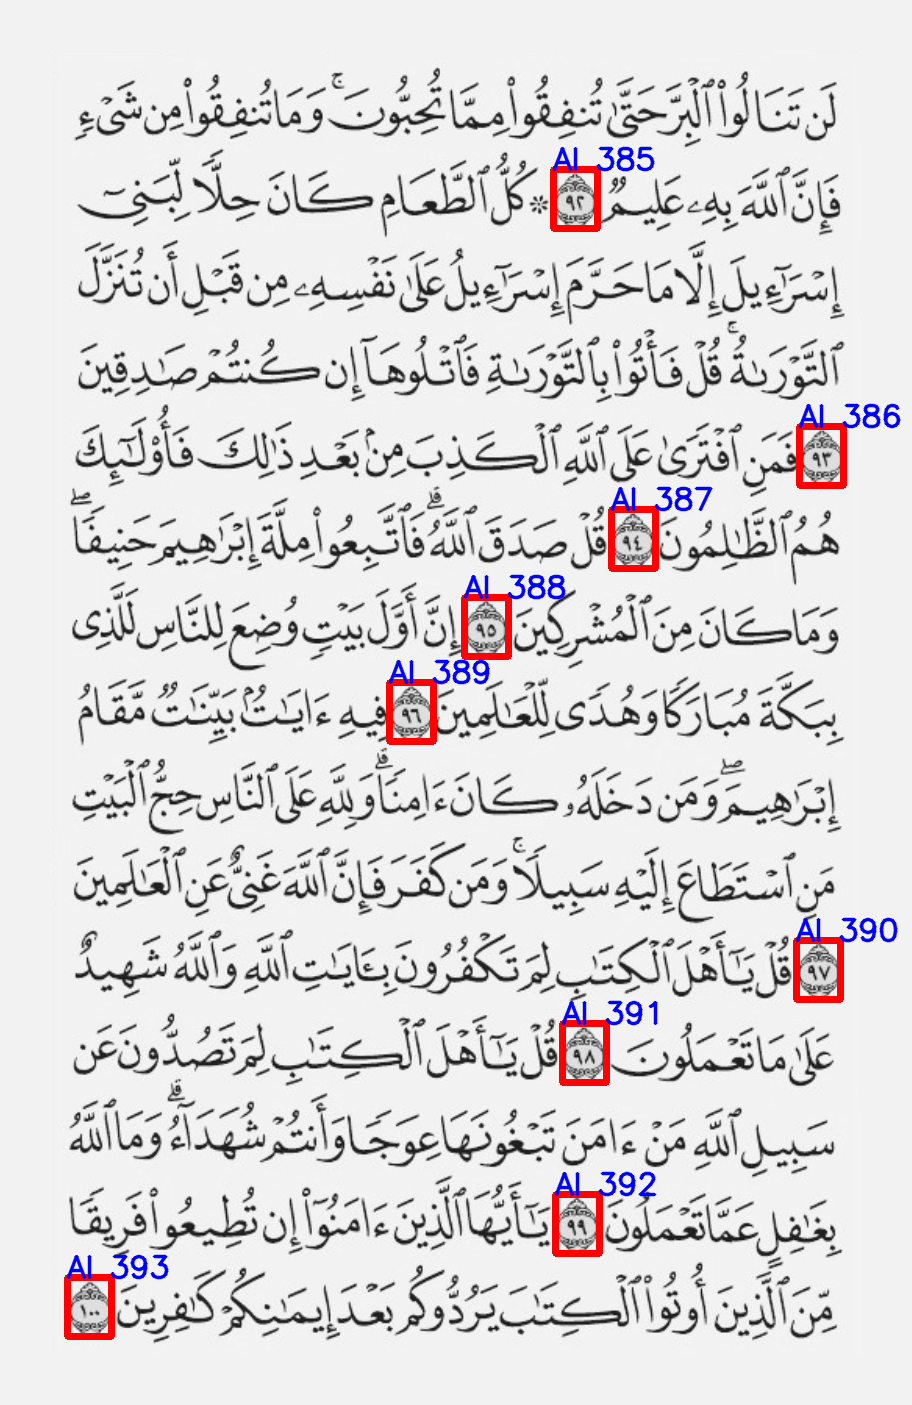 لَن تَنَالُوا۟ ٱلْبِرَّ حَتَّىٰ تُنفِقُوا۟ مِمَّا تُحِبُّونَ ۚ وَمَا تُنفِقُوا۟ مِن شَىْءٍ
AI 385
فَإِنَّ ٱللَّهَ بِهِۦ عَلِيمٌ ٩٢ ۞ كُلُّ ٱلطَّعَامِ كَانَ حِلًّا لِّبَنِىٓ
إِسْرَٰٓءِيلَ إِلَّا مَا حَرَّمَ إِسْرَٰٓءِيلُ عَلَىٰ نَفْسِهِۦ مِن قَبْلِ أَن تُنَزَّلَ
ٱلتَّوْرَىٰةُ ۚ قُلْ فَأْتُوا۟ بِٱلتَّوْرَىٰةِ فَٱتْلُوهَآ إِن كُنتُمْ صَـٰدِقِينَ
AI 386
٩٣ فَمَنِ ٱفْتَرَىٰ عَلَى ٱللَّهِ ٱلْكَذِبَ مِنۢ بَعْدِ ذَٰلِكَ فَأُو۟لَـٰٓئِكَ
AI 387
هُمُ ٱلظَّـٰلِمُونَ ٩٤ قُلْ صَدَقَ ٱللَّهُ ۗ فَٱتَّبِعُوا۟ مِلَّةَ إِبْرَٰهِيمَ حَنِيفًا ۖ
AI 388
وَمَا كَانَ مِنَ ٱلْمُشْرِكِينَ ٩٥ إِنَّ أَوَّلَ بَيْتٍ وُضِعَ لِلنَّاسِ لَلَّذِى
AI 389
بِبَكَّةَ مُبَارَكًا وَهُدًى لِّلْعَـٰلَمِينَ ٩٦ فِيهِ ءَايَـٰتٌۢ بَيِّنَـٰتٌ مَّقَامُ
إِبْرَٰهِيمَ ۖ وَمَن دَخَلَهُۥ كَانَ ءَامِنًا ۗ وَلِلَّهِ عَلَى ٱلنَّاسِ حِجُّ ٱلْبَيْتِ
مَنِ ٱسْتَطَاعَ إِلَيْهِ سَبِيلًا ۚ وَمَن كَفَرَ فَإِنَّ ٱللَّهَ غَنِىٌّ عَنِ ٱلْعَـٰلَمِينَ
AI 390
٩٧ قُلْ يَـٰٓأَهْلَ ٱلْكِتَـٰبِ لِمَ تَكْفُرُونَ بِـَٔايَـٰتِ ٱللَّهِ وَٱللَّهُ شَهِيدٌ
AI 391
عَلَىٰ مَا تَعْمَلُونَ ٩٨ قُلْ يَـٰٓأَهْلَ ٱلْكِتَـٰبِ لِمَ تَصُدُّونَ عَن
سَبِيلِ ٱللَّهِ مَنْ ءَامَنَ تَبْغُونَهَا عِوَجًا وَأَنتُمْ شُهَدَآءُ ۗ وَمَا ٱللَّهُ
AI 392
بِغَـٰفِلٍ عَمَّا تَعْمَلُونَ ٩٩ يَـٰٓأَيُّهَا ٱلَّذِينَ ءَامَنُوٓا۟ إِن تُطِيعُوا۟ فَرِيقًا
AI 393
مِّنَ ٱلَّذِينَ أُوتُوا۟ ٱلْكِتَـٰبَ يَرُدُّوكُم بَعْدَ إِيمَـٰنِكُمْ كَـٰفِرِينَ ١٠٠